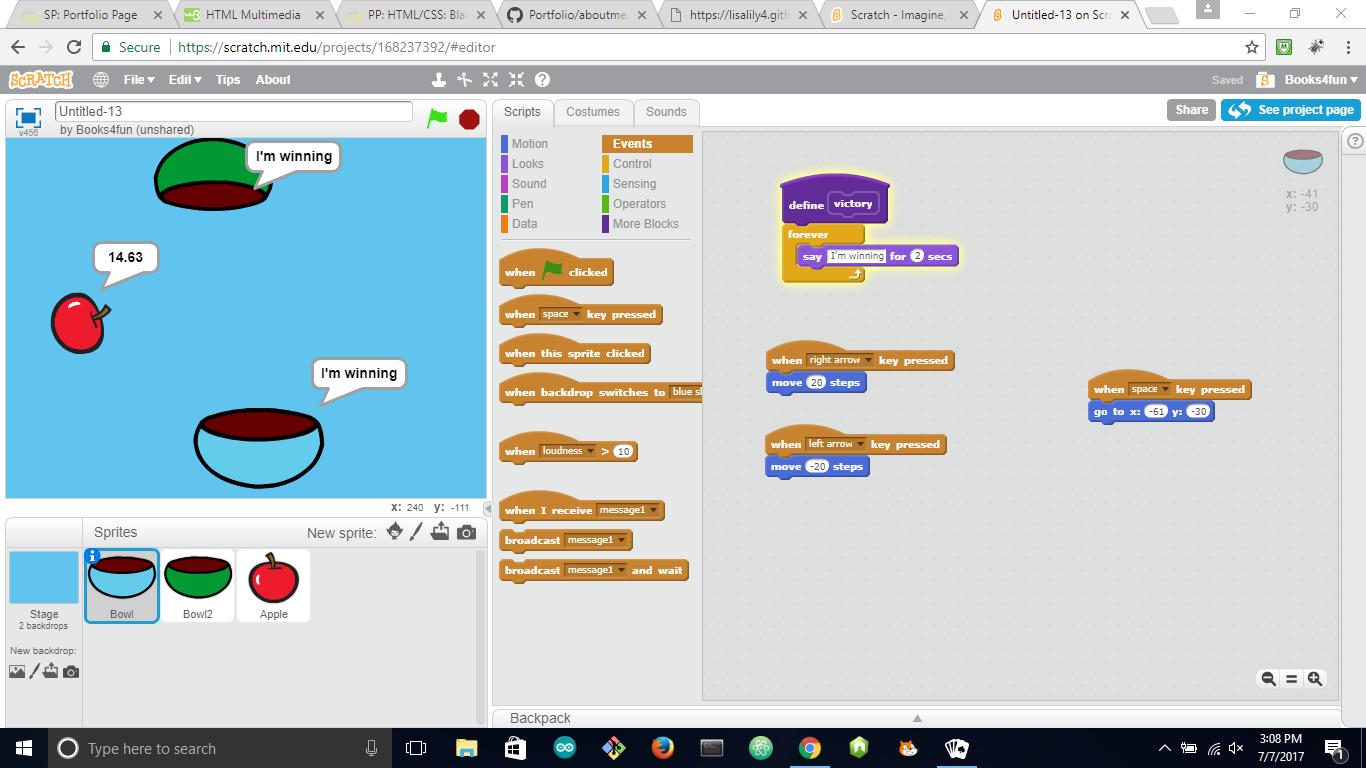 SP: Portfolio Page
HTML Multimedia
PP: HTML/CSS: Bla
Portfolio/aboutme.
https://lisalily4.gith
Scratch - Imagine,
Untitled-13 on Scra
Secure
https://scratch.mit.edu/projects/168237392/#editor
SCRATCH
File
Edit
Tips
About
Saved
Books4fun
Untitled-13
by Books4fun (unshared)
v456
Scripts
Costumes
Sounds
Share
See project page
I'm winning
14.63
I'm winning
x: 240 y: -111
Motion
Looks
Sound
Pen
Data
Events
Control
Sensing
Operators
More Blocks
when clicked
when space key pressed
when this sprite clicked
when backdrop switches to blue s
when loudness > 10
when I receive message1
broadcast message1
broadcast message1 and wait
define victory
forever
say I'm winning for 2 secs
when right arrow key pressed
move 20 steps
when left arrow key pressed
move -20 steps
when space key pressed
go to x: -61 y: -30
x: -41
y: -30
Sprites
New sprite:
Stage
2 backdrops
New backdrop:
Bowl
Bowl2
Apple
Backpack
Type here to search
3:08 PM
7/7/2017
1